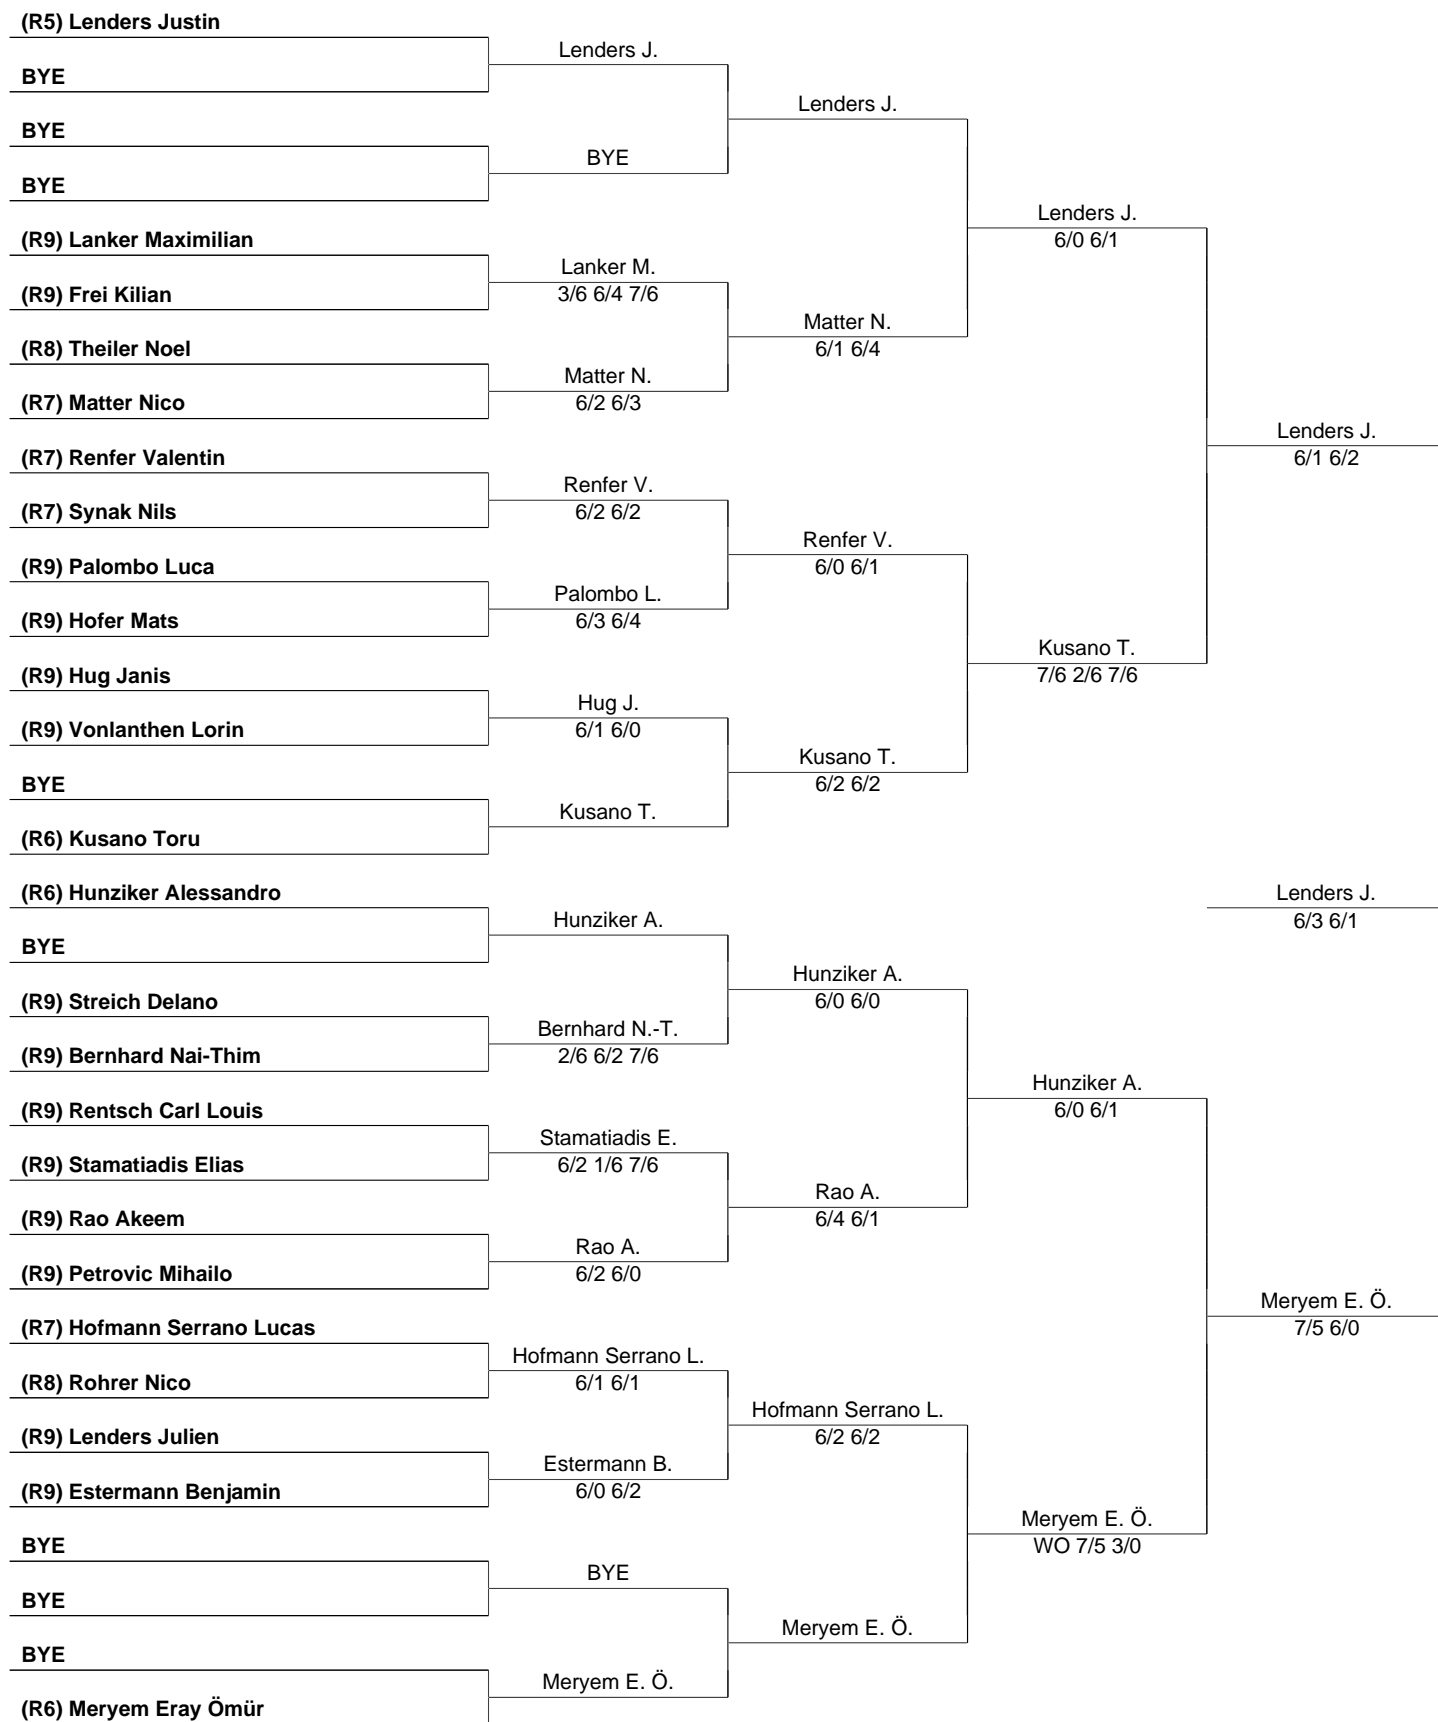 (R5) Lenders Justin
Lenders J.
BYE
Lenders J.
BYE
BYE
BYE
Lenders J.
6/0 6/1
(R9) Lanker Maximilian
Lanker M.
3/6 6/4 7/6
(R9) Frei Kilian
Matter N.
6/1 6/4
(R8) Theiler Noel
Matter N.
6/2 6/3
(R7) Matter Nico
Lenders J.
6/1 6/2
(R7) Renfer Valentin
Renfer V.
6/2 6/2
(R7) Synak Nils
Renfer V.
6/0 6/1
(R9) Palombo Luca
Palombo L.
6/3 6/4
(R9) Hofer Mats
Kusano T.
7/6 2/6 7/6
(R9) Hug Janis
Hug J.
6/1 6/0
(R9) Vonlanthen Lorin
Kusano T.
6/2 6/2
BYE
Kusano T.
(R6) Kusano Toru
(R6) Hunziker Alessandro
Lenders J.
6/3 6/1
Hunziker A.
BYE
Hunziker A.
6/0 6/0
(R9) Streich Delano
Bernhard N.-T.
2/6 6/2 7/6
(R9) Bernhard Nai-Thim
Hunziker A.
6/0 6/1
(R9) Rentsch Carl Louis
Stamatiadis E.
6/2 1/6 7/6
(R9) Stamatiadis Elias
Rao A.
6/4 6/1
(R9) Rao Akeem
Rao A.
6/2 6/0
(R9) Petrovic Mihailo
Meryem E. Ö.
7/5 6/0
(R7) Hofmann Serrano Lucas
Hofmann Serrano L.
6/1 6/1
(R8) Rohrer Nico
Hofmann Serrano L.
6/2 6/2
(R9) Lenders Julien
Estermann B.
6/0 6/2
(R9) Estermann Benjamin
Meryem E. Ö.
WO 7/5 3/0
BYE
BYE
BYE
Meryem E. Ö.
BYE
Meryem E. Ö.
(R6) Meryem Eray Ömür